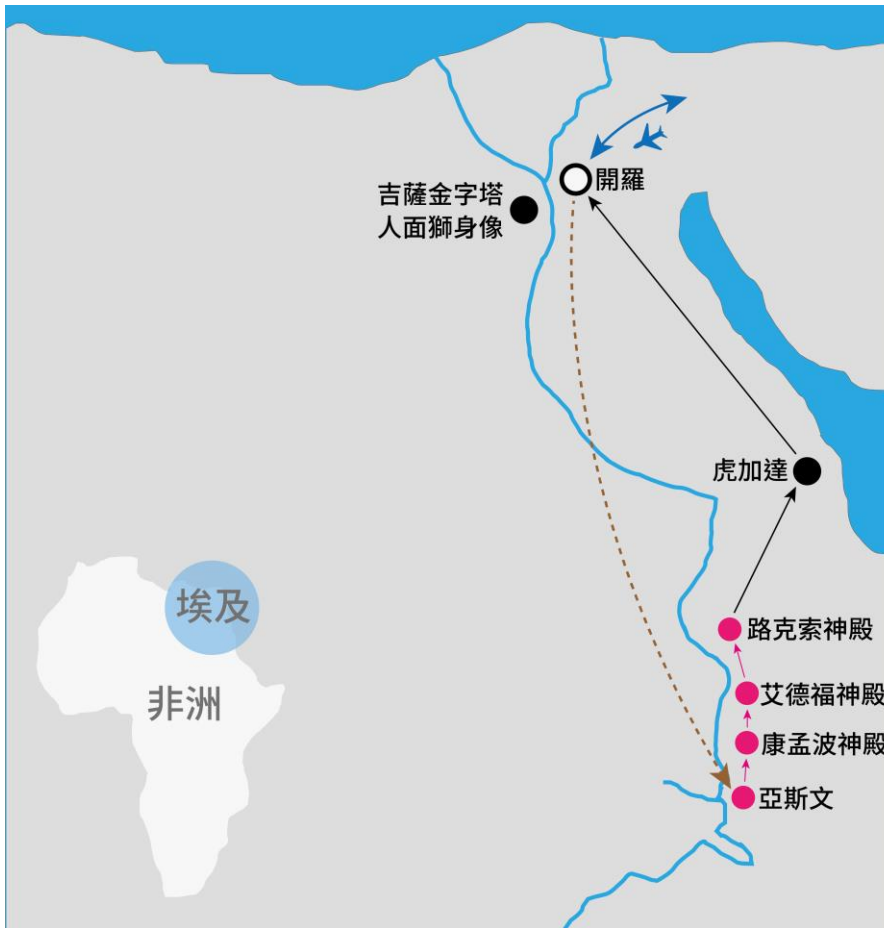 開羅
吉薩金字塔
人面獅身像
虎加達
路克索神殿
艾德福神殿
康孟波神殿
亞斯文
埃及
非洲